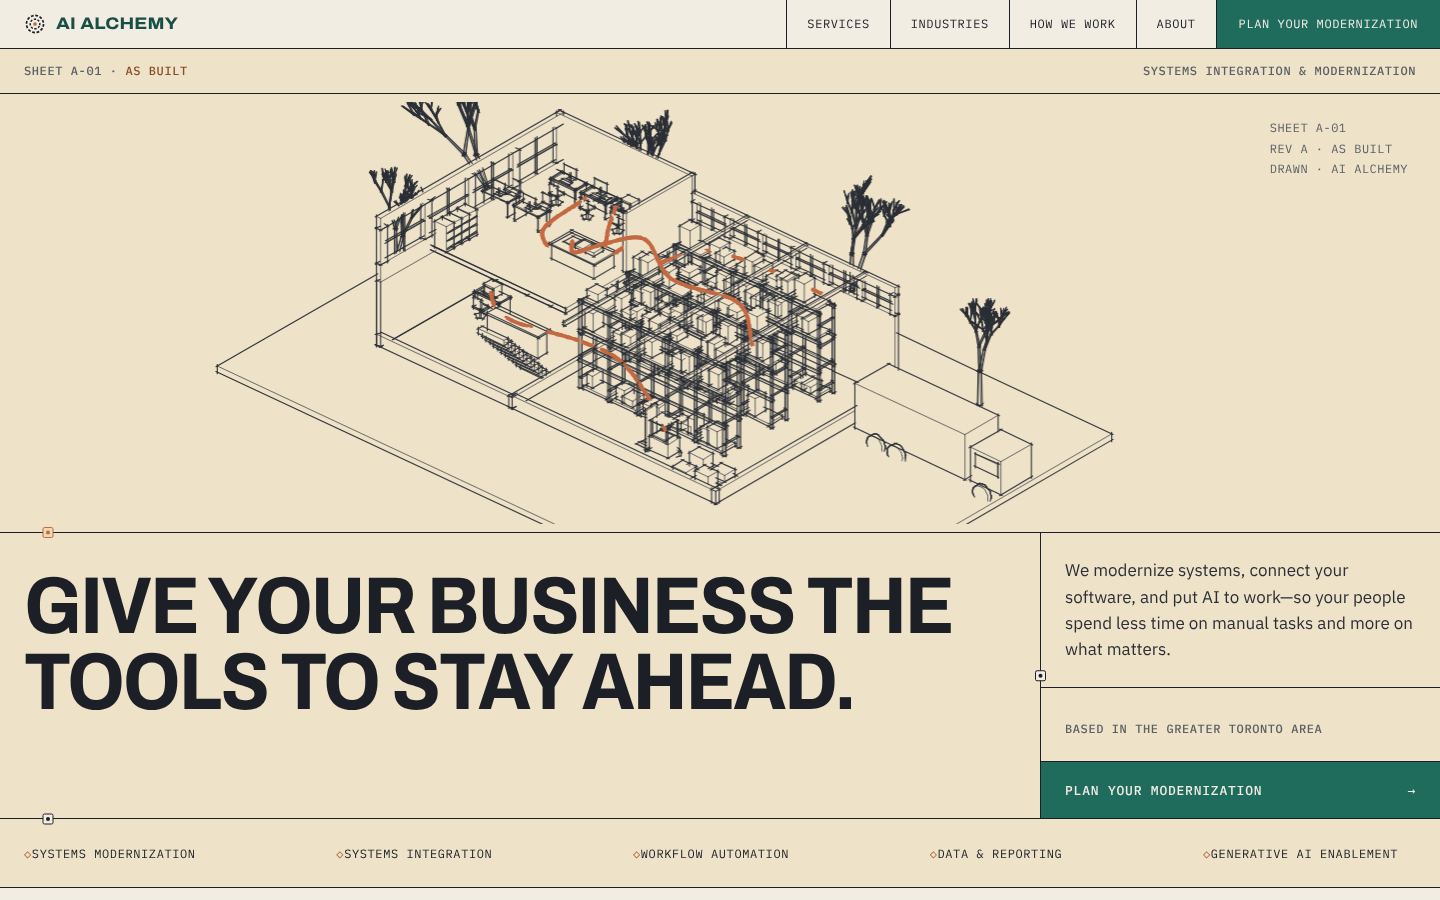 AI ALCHEMY
SERVICES
INDUSTRIES
HOW WE WORK
ABOUT
PLAN YOUR MODERNIZATION
SHEET A-01 · AS BUILT
SYSTEMS INTEGRATION & MODERNIZATION
SHEET A-01
REV A · AS BUILT
DRAWN · AI ALCHEMY
GIVE YOUR BUSINESS THE
TOOLS TO STAY AHEAD.
We modernize systems, connect your
software, and put AI to work—so your people
spend less time on manual tasks and more on
what matters.
BASED IN THE GREATER TORONTO AREA
PLAN YOUR MODERNIZATION →
◇SYSTEMS MODERNIZATION
◇SYSTEMS INTEGRATION
◇WORKFLOW AUTOMATION
◇DATA & REPORTING
◇GENERATIVE AI ENABLEMENT